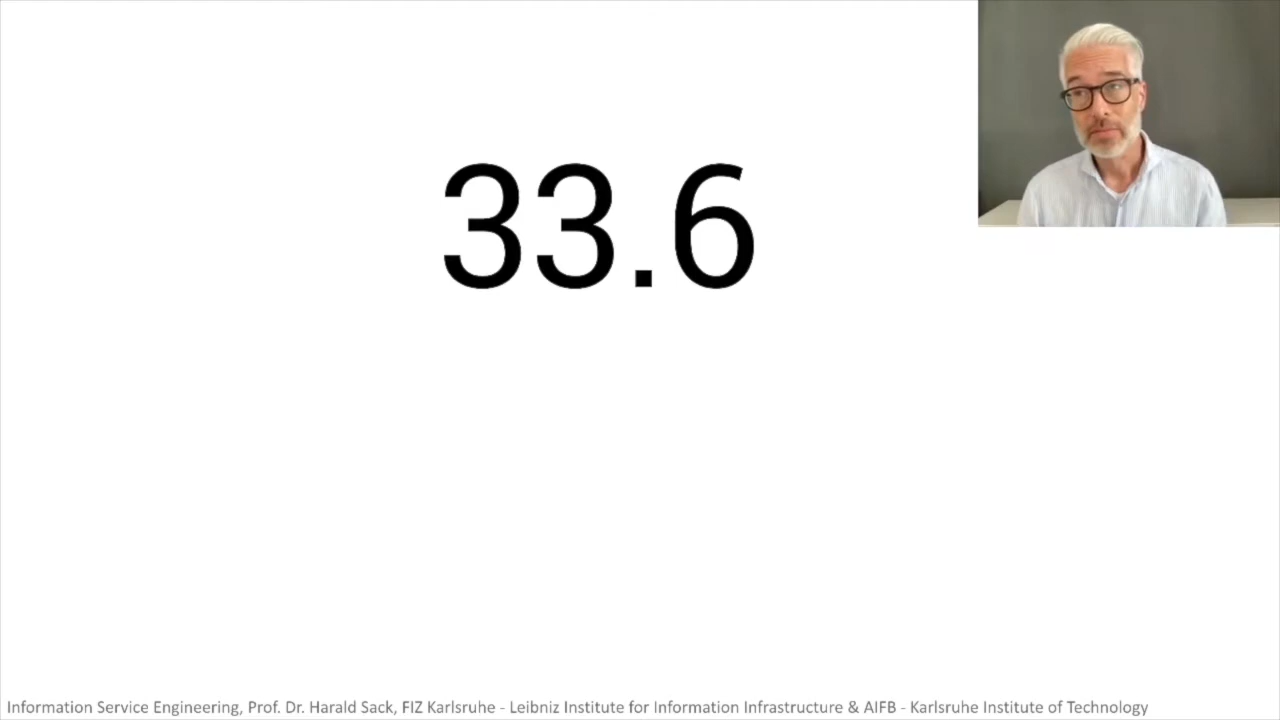 33.6
Information Service Engineering, Prof. Dr. Harald Sack, FIZ Karlsruhe - Leibniz Institute for Information Infrastructure & AIFB - Karlsruhe Institute of Technology